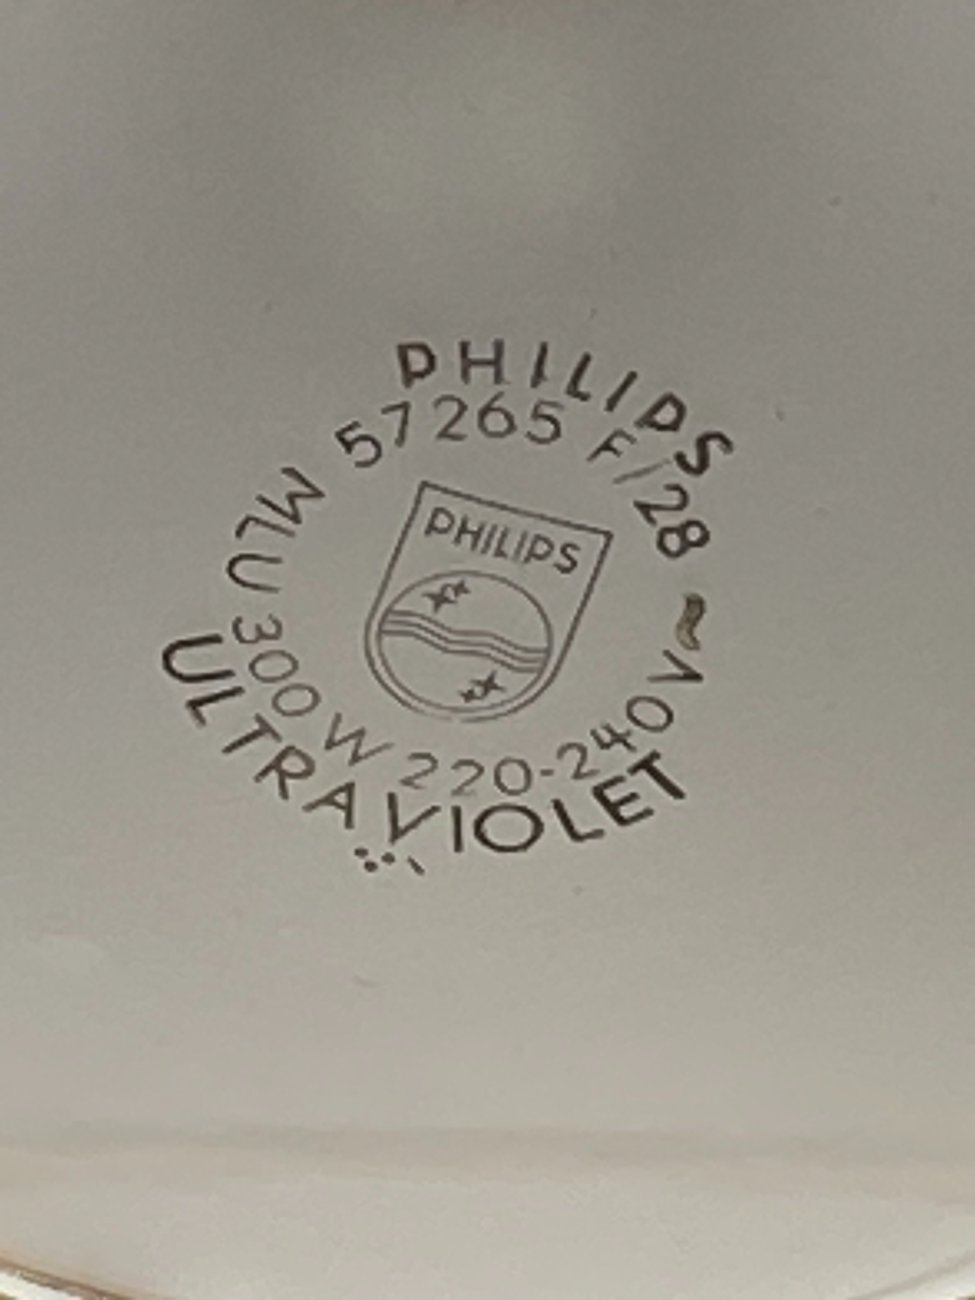 PHILIPS
57265 F/28 ~
MLU 300W 220-240V
ULTRAVIOLET
PHILIPS